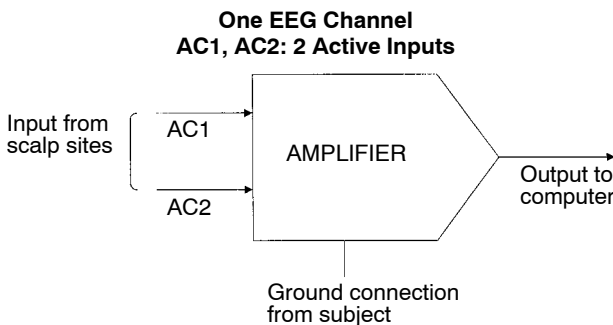 One EEG Channel
AC1, AC2: 2 Active Inputs
Input from
scalp sites
AC1
AMPLIFIER
AC2
Output to
computer
Ground connection
from subject